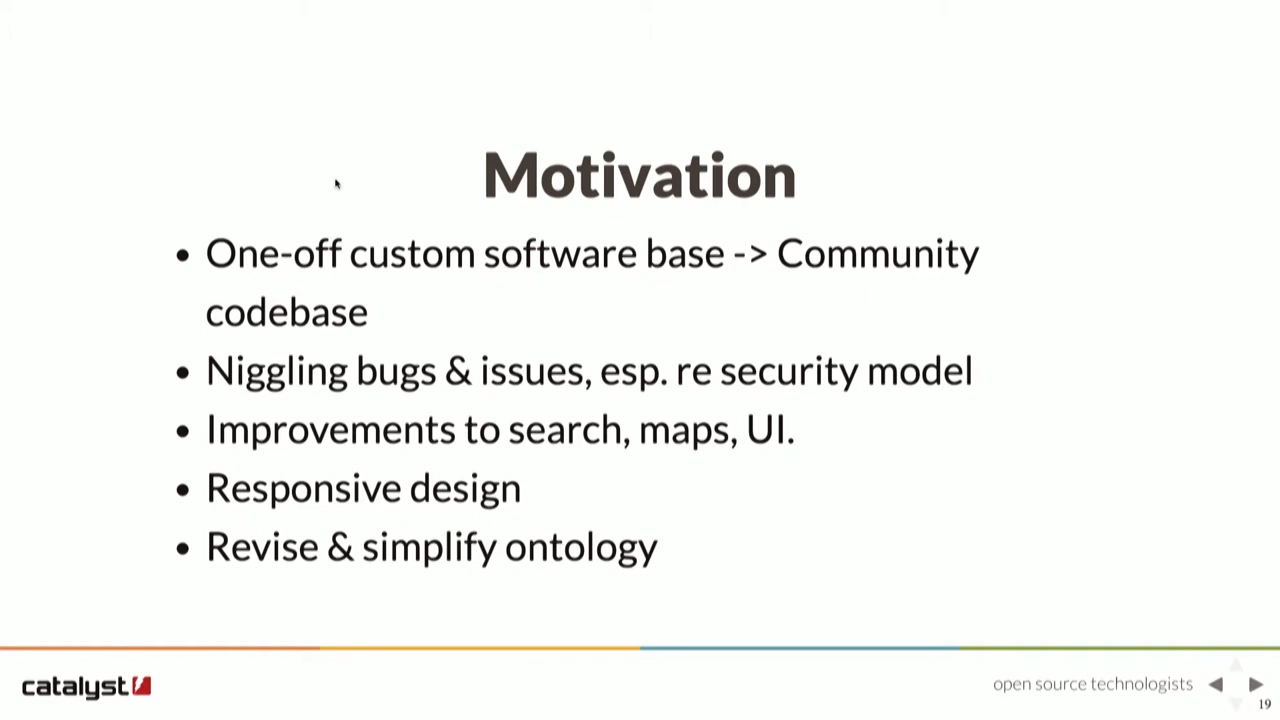 Motivation
• One-off custom software base -> Community
codebase
• Niggling bugs & issues, esp. re security model
• Improvements to search, maps, UI.
• Responsive design
• Revise & simplify ontology
catalyst
open source technologists
19